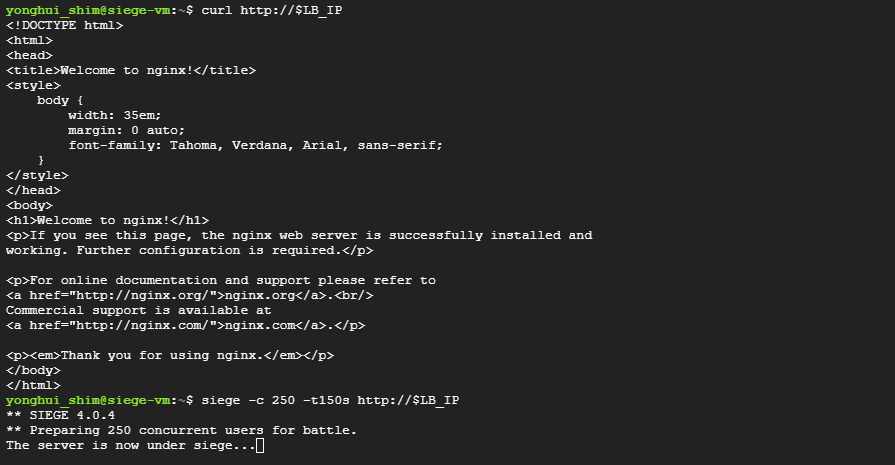 yonghui_shim@siege-vm:~$ curl http://$LB_IP
<!DOCTYPE html>
<html>
<head>
<title>Welcome to nginx!</title>
<style>
    body {
        width: 35em;
        margin: 0 auto;
        font-family: Tahoma, Verdana, Arial, sans-serif;
    }
</style>
</head>
<body>
<h1>Welcome to nginx!</h1>
<p>If you see this page, the nginx web server is successfully installed and
working. Further configuration is required.</p>

<p>For online documentation and support please refer to
<a href="http://nginx.org/">nginx.org</a>.<br/>
Commercial support is available at
<a href="http://nginx.com/">nginx.com</a>.</p>

<p><em>Thank you for using nginx.</em></p>
</body>
</html>
yonghui_shim@siege-vm:~$ siege -c 250 -t150s http://$LB_IP
** SIEGE 4.0.4
** Preparing 250 concurrent users for battle.
The server is now under siege...